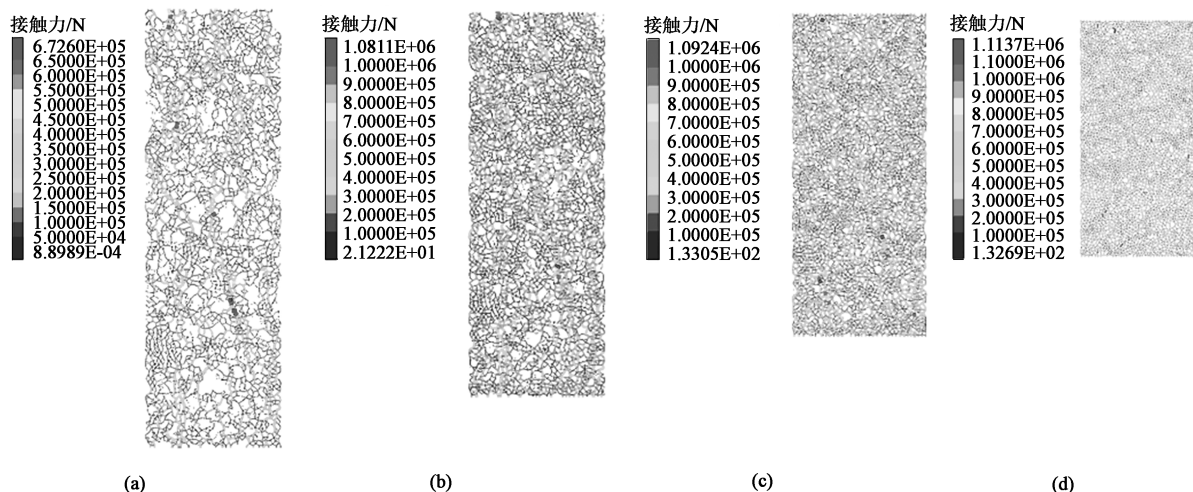 接触力/N
6.7260E+05
6.5000E+05
6.0000E+05
5.5000E+05
5.0000E+05
4.5000E+05
4.0000E+05
3.5000E+05
3.0000E+05
2.5000E+05
2.0000E+05
1.5000E+05
1.0000E+05
5.0000E+04
8.8989E-04
(a)
接触力/N
1.0811E+06
1.0000E+06
9.0000E+05
8.0000E+05
7.0000E+05
6.0000E+05
5.0000E+05
4.0000E+05
3.0000E+05
2.0000E+05
1.0000E+05
2.1222E+01
(b)
接触力/N
1.0924E+06
1.0000E+06
9.0000E+05
8.0000E+05
7.0000E+05
6.0000E+05
5.0000E+05
4.0000E+05
3.0000E+05
2.0000E+05
1.0000E+05
1.3305E+02
(c)
接触力/N
1.1137E+06
1.1000E+06
1.0000E+06
9.0000E+05
8.0000E+05
7.0000E+05
6.0000E+05
5.0000E+05
4.0000E+05
3.0000E+05
2.0000E+05
1.0000E+05
1.3269E+02
(d)